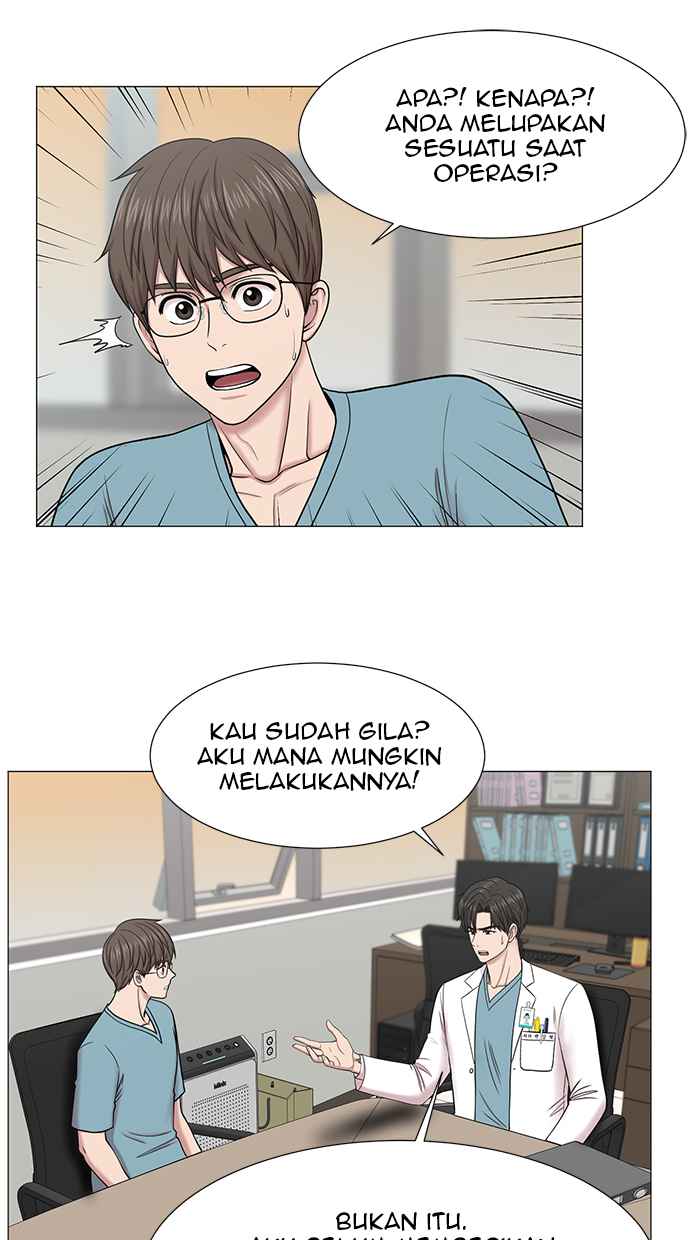 APA?! KENAPA?!
ANDA MELUPAKAN
SESUATU SAAT
OPERASI?
KAU SUDAH GILA?
AKU MANA MUNGKIN
MELAKUKANNYA!
BUKAN ITU.